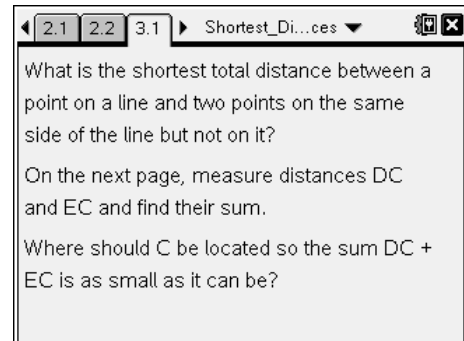 2.1 2.2 3.1 Shortest_Di...ces
What is the shortest total distance between a
point on a line and two points on the same
side of the line but not on it?
On the next page, measure distances DC
and EC and find their sum.
Where should C be located so the sum DC +
EC is as small as it can be?